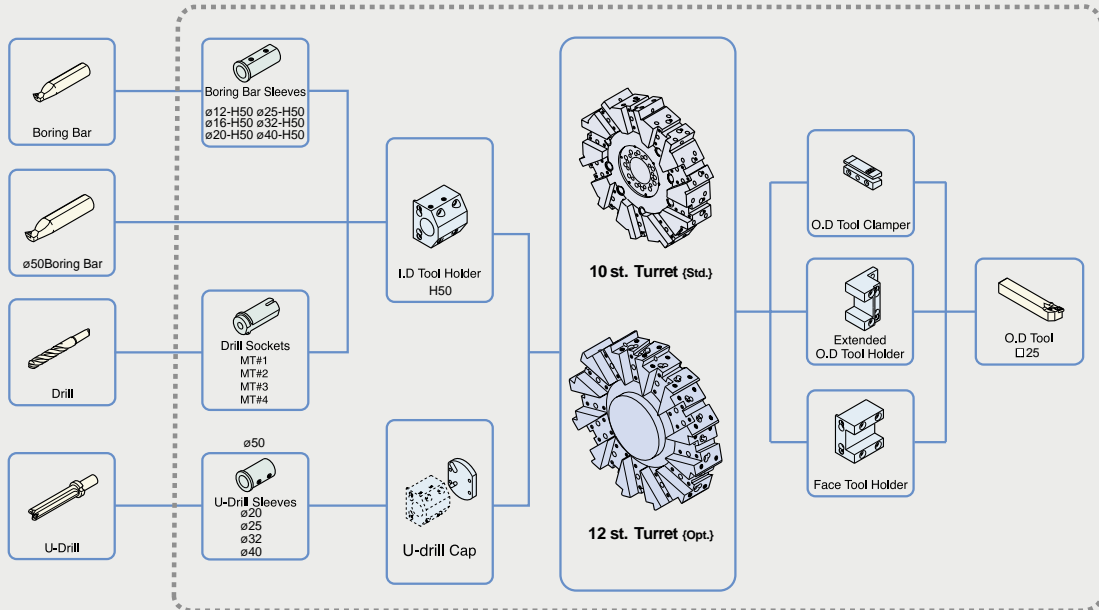 Boring Bar
Boring Bar Sleeves
ø12-H50 ø25-H50
ø16-H50 ø32-H50
ø20-H50 ø40-H50
ø50Boring Bar
Drill
Drill Sockets
MT#1
MT#2
MT#3
MT#4
U-Drill
ø50
U-Drill Sleeves
ø20
ø25
ø32
ø40
I.D Tool Holder
H50
U-drill Cap
10 st. Turret {Std.}
12 st. Turret {Opt.}
O.D Tool Clamper
Extended
O.D Tool Holder
Face Tool Holder
O.D Tool
□25